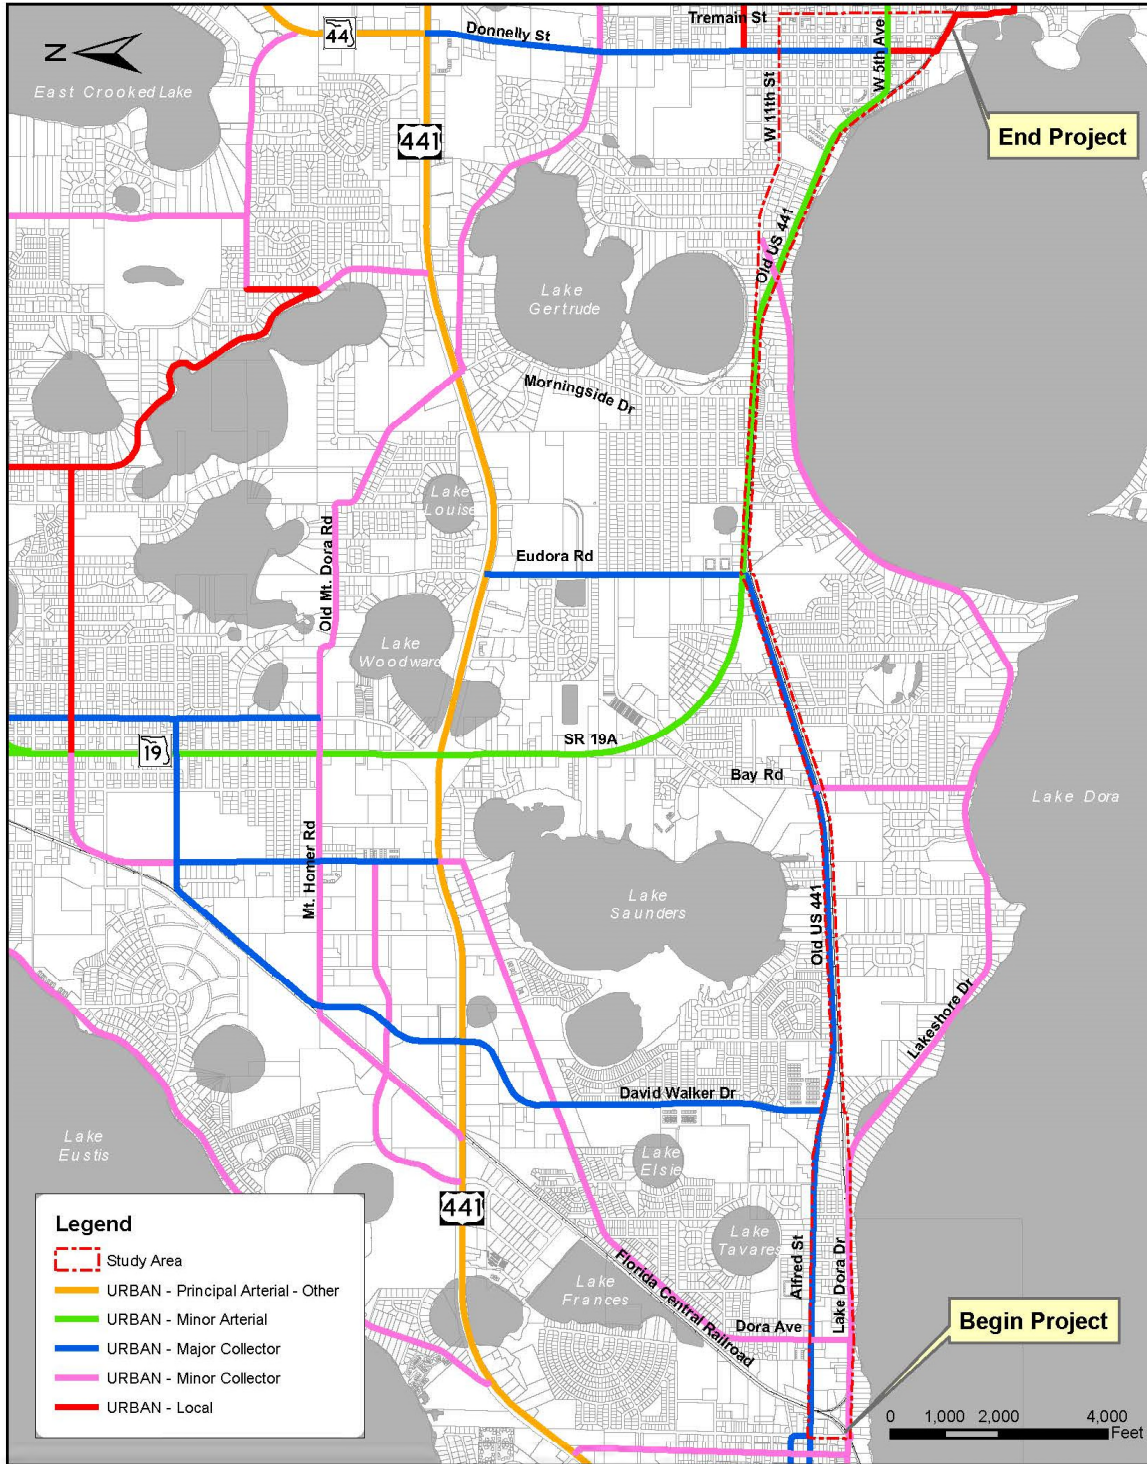 Tremain St
44
Donnelly St
N
W 5th Ave
East Crooked Lake
441
W 11th St
End Project
Old US 441
Lake
Gertrude
Morningside Dr
Lake
Louise
Old Mt. Dora Rd
Eudora Rd
Lake
Woodward
SR 19A
19
Bay Rd
Lake Dora
Mt. Homer Rd
Lake
Saunders
Old US 441
Lakeshore Dr
David Walker Dr
Lake
Eustis
Lake
Elsie
441
Lake
Tavares
Alfred St
Lake Dora Dr
Florida Central Railroad
Lake
Frances
Dora Ave
Begin Project
Legend
Study Area
URBAN - Principal Arterial - Other
URBAN - Minor Arterial
URBAN - Major Collector
URBAN - Minor Collector
URBAN - Local
0 1,000 2,000 4,000
Feet